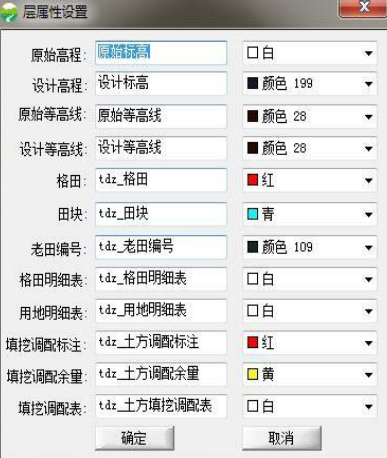 层属性设置
原始高程: 原始标高 白
设计高程: 设计标高 颜色 199
原始等高线: 原始等高线 颜色 28
设计等高线: 设计等高线 颜色 28
格田: tdz_格田 红
田块: tdz_田块 青
老田编号: tdz_老田编号 颜色 109
格田明细表: tdz_格田明细表 白
用地明细表: tdz_用地明细表 白
填挖调配标注: tdz_土方调配标注 红
填挖调配余量: tdz_土方调配余量 黄
填挖调配表: tdz_土方填挖调配表 白
确定 取消